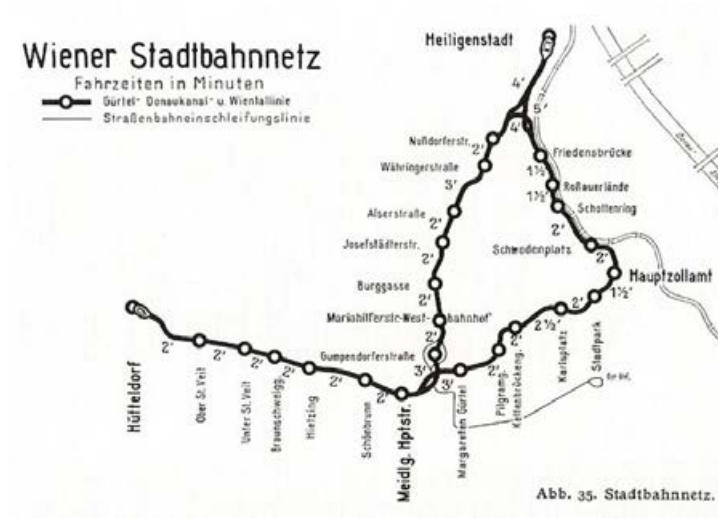 Wiener Stadtbahnnetz
Fahrzeiten in Minuten
Gürtel- Donaukanal- u. Wientallinie
Straßenbahneinschleifungslinie
Heiligenstadt
4'
5'
4'
Nußdorferstr.
2'
Friedensbrücke
Währingerstraße
1½'
Roßauerlände
3'
1½'
Schottenring
Alserstraße
2'
2'
Josefstädterstr.
Schwedenplatz
2'
2'
Hauptzollamt
Burggasse
1½'
2'
Mariahilferstr-West-bahnhof
2'
2½'
2'
Gumpendorferstraße
3'
3'
2'
2'
2'
2'
2'
2'
2'
Hütteldorf
Ober St. Veit
Unter St. Veit
Braunschweigg.
Hietzing
Schönbrunn
Meidlg. Hptstr.
Margareten Gürtel
Pilgramg.
Kettenbrückeng.
Karlsplatz
Stadtpark
Abb. 35. Stadtbahnnetz.